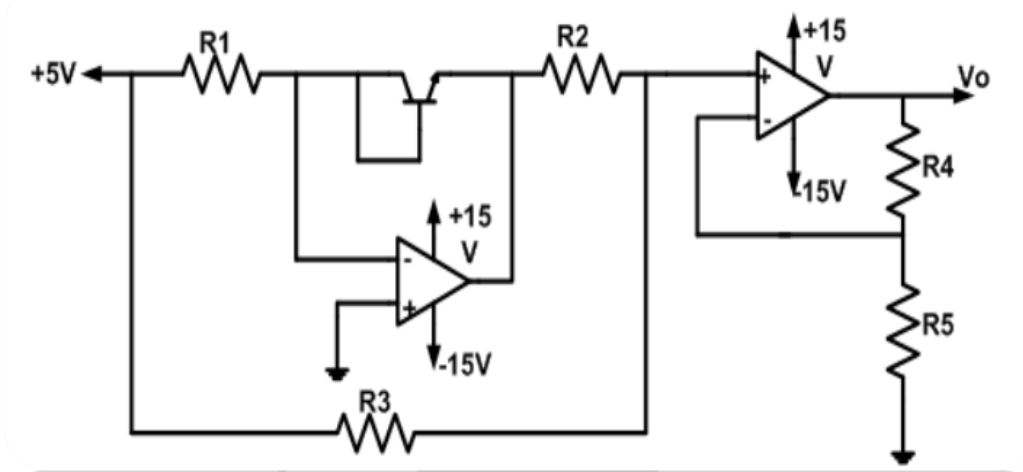 R1
R2
+15
V
+5V
+
Vo
-
R4
-15V
+15
V
-
+
R5
-15V
R3